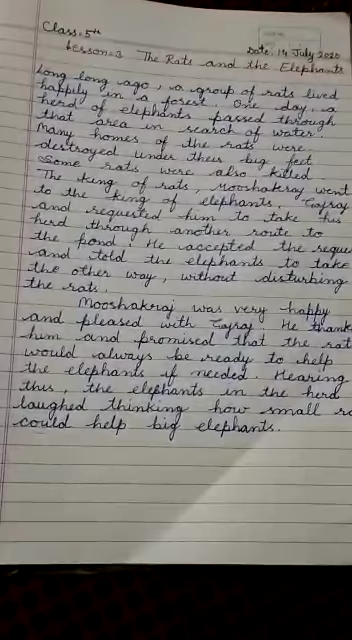 Class:- 5th
Date: 14 July 2020
Lesson:-3 The Rats and the Elephants
Long long ago, a group of rats lived
happily in a forest. One day, a
herd of elephants passed through
that area in search of water.
Many homes of the rats were
destroyed under their big feet.
Some rats were also killed.
The king of rats, Mooshakraj went
to the king of elephants, Gajraj
and requested him to take his
herd through another route to
the pond. He accepted the reque
and told the elephants to take
the other way, without disturbing
the rats.
Mooshakraj was very happy
and pleased with Gajraj. He thank
him and promised that the rat
would always be ready to help
the elephants if needed. Hearing
this, the elephants in the herd
laughed thinking how small ra
could help big elephants.